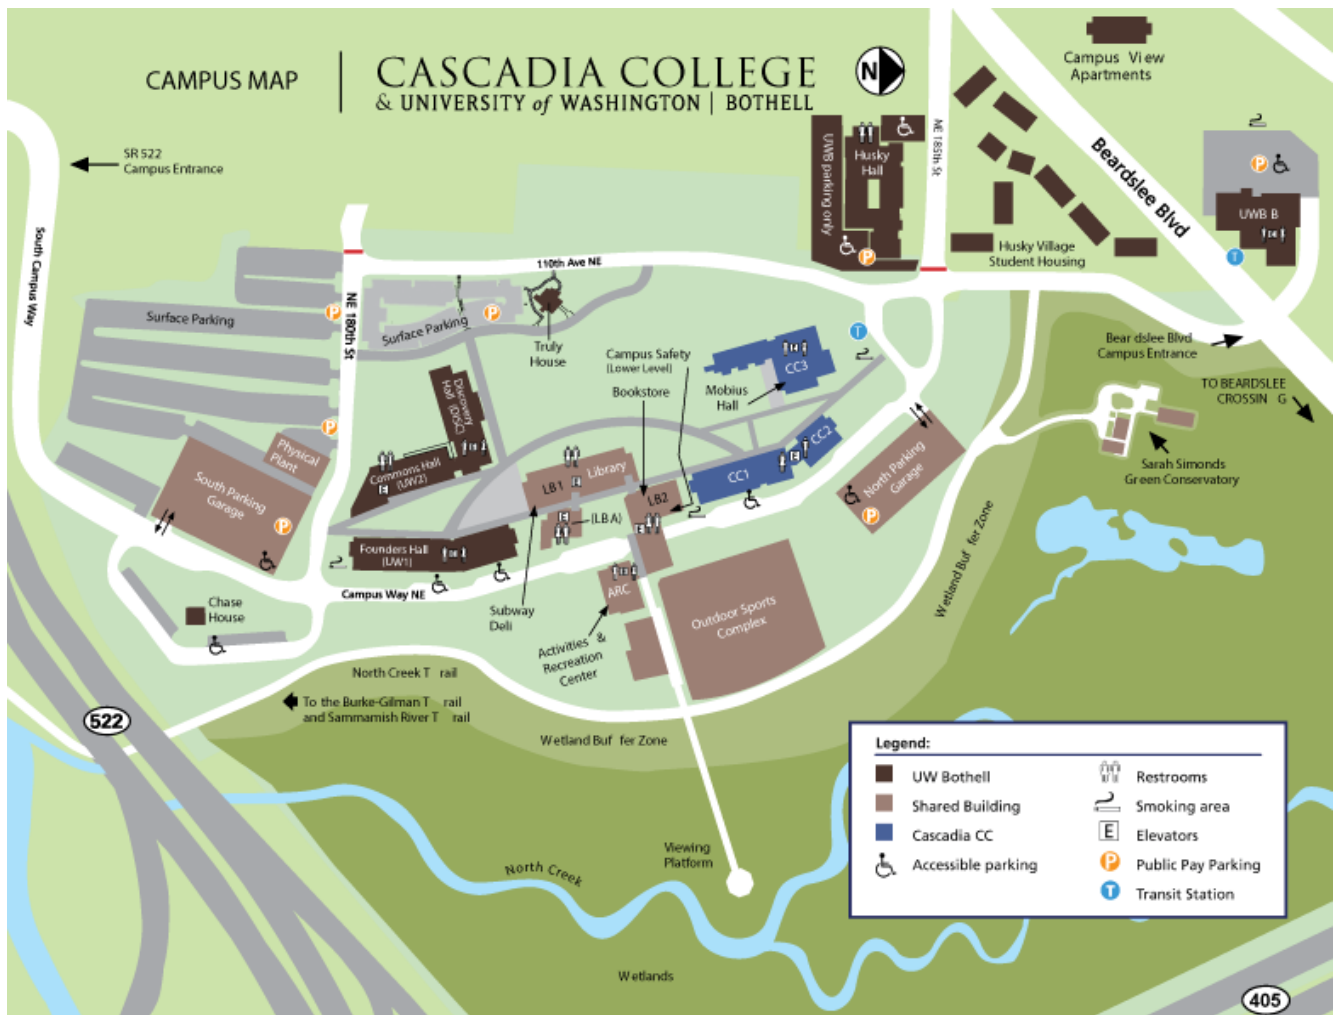 CAMPUS MAP
CASCADIA COLLEGE
& UNIVERSITY of WASHINGTON | BOTHELL
N
Campus View
Apartments
SR 522
Campus Entrance
South Campus Way
UWB parking only
Husky
Hall
NE 185th St
Beardslee Blvd
P
UWB B
T
Husky Village
Student Housing
P
110th Ave NE
NE 180th St
Surface Parking
P
Surface Parking
P
Truly
House
Campus Safety
(Lower Level)
Bookstore
T
CC3
Mobius
Hall
Beardslee Blvd
Campus Entrance
TO BEARDSLEE
CROSSING
Discovery
Hall (DISC)
P
Physical
Plant
Commons Hall
(UW2)
E
South Parking
Garage
P
LB1
E
Library
LB2
E
(LBA)
E
CC1
E
CC2
North Parking
Garage
P
Sarah Simonds
Green Conservatory
Founders Hall
(UW1)
Campus Way NE
Chase
House
Subway
Deli
ARC
Activities &
Recreation
Center
Outdoor Sports
Complex
Wetland Buffer Zone
North Creek Trail
To the Burke-Gilman Trail
and Sammamish River Trail
522
Wetland Buffer Zone
Viewing
Platform
North Creek
Wetlands
Legend:
UW Bothell
Shared Building
Cascadia CC
Accessible parking
Restrooms
Smoking area
E Elevators
P Public Pay Parking
T Transit Station
405